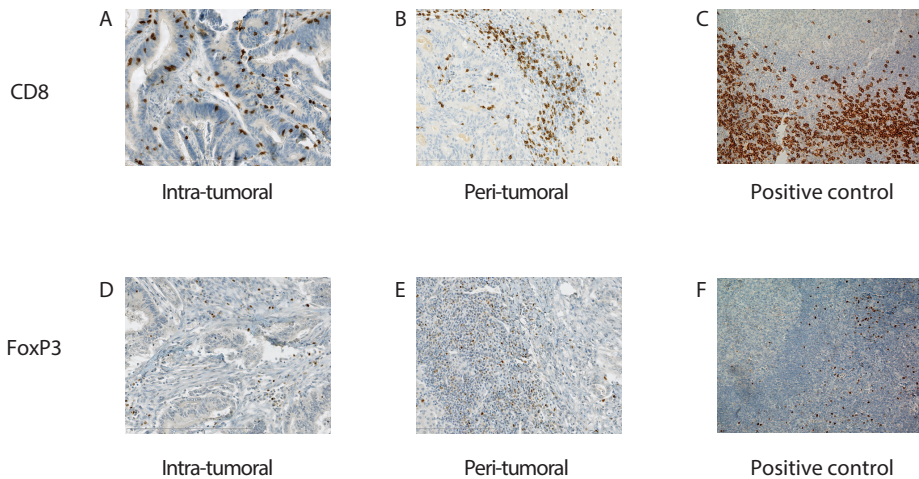 A
B
C
CD8
Intra-tumoral
Peri-tumoral
Positive control
D
E
F
FoxP3
Intra-tumoral
Peri-tumoral
Positive control